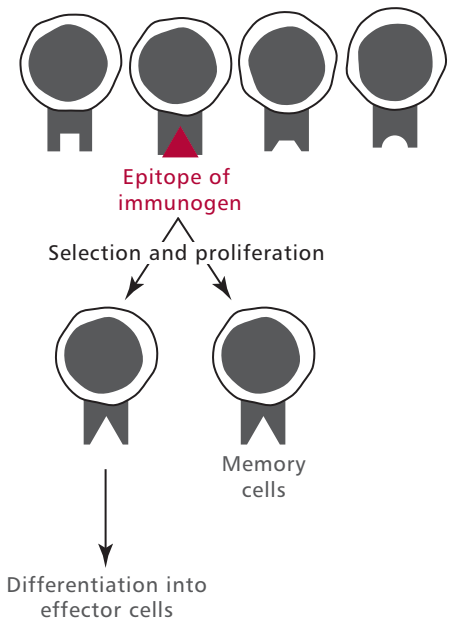 Epitope of
immunogen
Selection and proliferation
Memory
cells
Differentiation into
effector cells